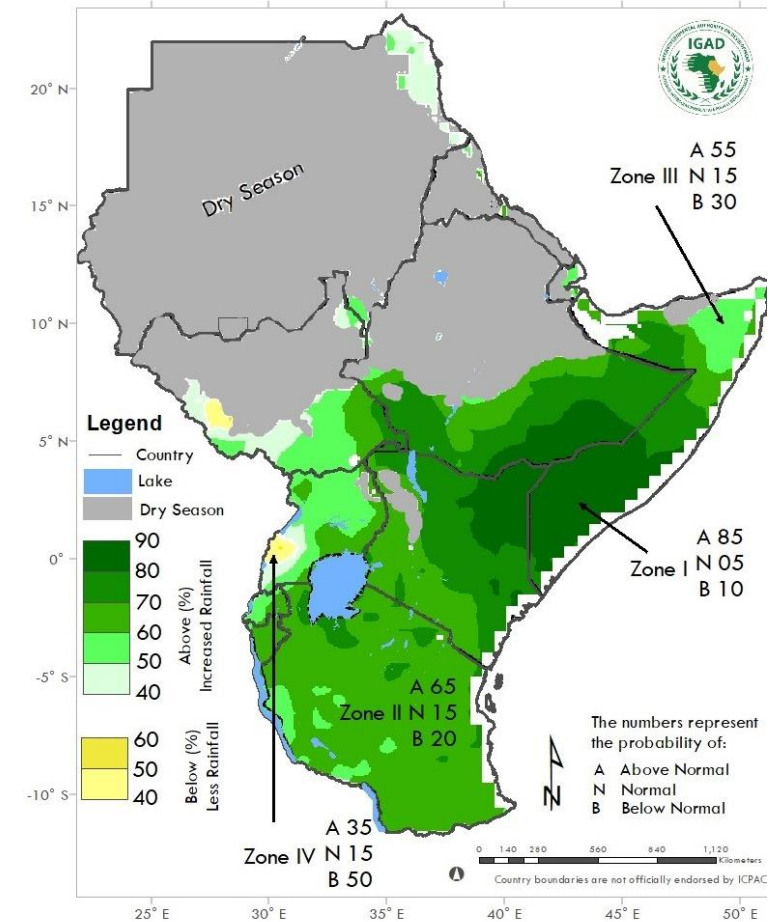 IGAD
20° N
15° N
10° N
5° N
0°
-5° S
-10° S
Dry Season
A 55
Zone III N 15
B 30
Legend
Country
Lake
Dry Season
90
80
70
60
50
40
Above (%)
Increased Rainfall
60
50
40
Below (%)
Less Rainfall
A 85
Zone I N 05
B 10
A 65
Zone II N 15
B 20
A 35
Zone IV N 15
B 50
The numbers represent
the probability of:
A Above Normal
N Normal
B Below Normal
N
0 140 280 560 840 1,120
Kilometers
Country boundaries are not officially endorsed by ICPAC
25° E 30° E 35° E 40° E 45° E 50° E